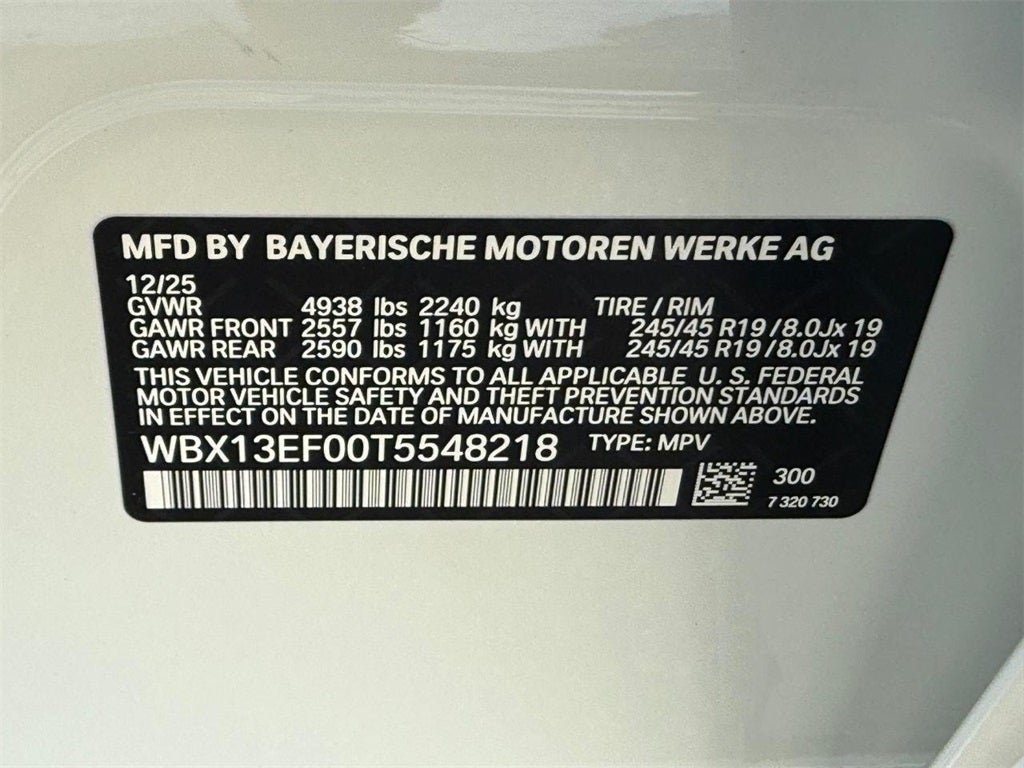 MFD BY BAYERISCHE MOTOREN WERKE AG
12/25
GVWR 4938 lbs 2240 kg TIRE / RIM
GAWR FRONT 2557 lbs 1160 kg WITH 245/45 R19 / 8.0Jx 19
GAWR REAR 2590 lbs 1175 kg WITH 245/45 R19 / 8.0Jx 19
THIS VEHICLE CONFORMS TO ALL APPLICABLE U. S. FEDERAL
MOTOR VEHICLE SAFETY AND THEFT PREVENTION STANDARDS
IN EFFECT ON THE DATE OF MANUFACTURE SHOWN ABOVE.
WBX13EF00T5548218 TYPE: MPV
300
7 320 730